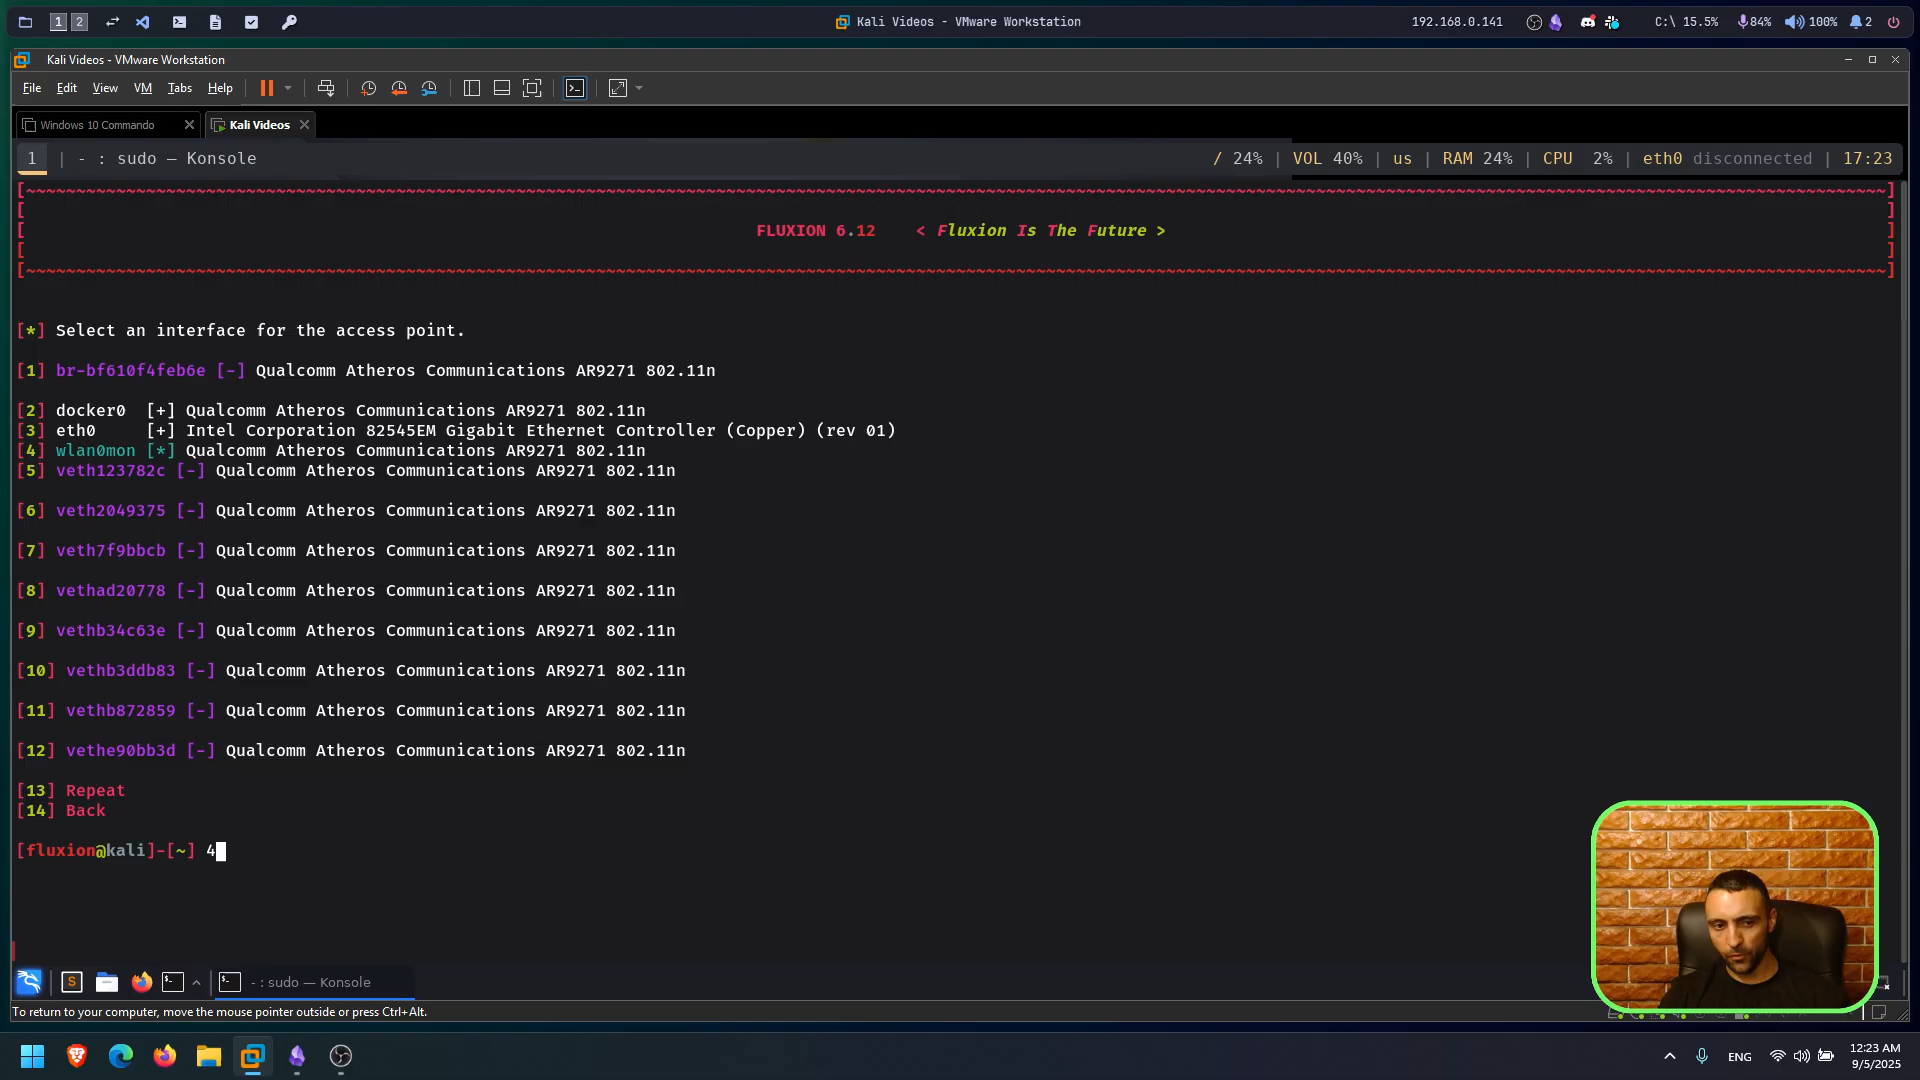 1 2
Kali Videos - VMware Workstation
192.168.0.141
C:\ 15.5%
84%
100%
2
Kali Videos - VMware Workstation
File Edit View VM Tabs Help
Windows 10 Commando
Kali Videos
1 | - : sudo — Konsole
/ 24% | VOL 40% | us | RAM 24% | CPU 2% | eth0 disconnected | 17:23
FLUXION 6.12 < Fluxion Is The Future >
[*] Select an interface for the access point.
[1] br-bf610f4feb6e [-] Qualcomm Atheros Communications AR9271 802.11n
[2] docker0 [+] Qualcomm Atheros Communications AR9271 802.11n
[3] eth0 [+] Intel Corporation 82545EM Gigabit Ethernet Controller (Copper) (rev 01)
[4] wlan0mon [*] Qualcomm Atheros Communications AR9271 802.11n
[5] veth123782c [-] Qualcomm Atheros Communications AR9271 802.11n
[6] veth2049375 [-] Qualcomm Atheros Communications AR9271 802.11n
[7] veth7f9bbcb [-] Qualcomm Atheros Communications AR9271 802.11n
[8] vethad20778 [-] Qualcomm Atheros Communications AR9271 802.11n
[9] vethb34c63e [-] Qualcomm Atheros Communications AR9271 802.11n
[10] vethb3ddb83 [-] Qualcomm Atheros Communications AR9271 802.11n
[11] vethb872859 [-] Qualcomm Atheros Communications AR9271 802.11n
[12] vethe90bb3d [-] Qualcomm Atheros Communications AR9271 802.11n
[13] Repeat
[14] Back
[fluxion@kali]-[~] 4
- : sudo — Konsole
To return to your computer, move the mouse pointer outside or press Ctrl+Alt.
ENG
12:23 AM
9/5/2025